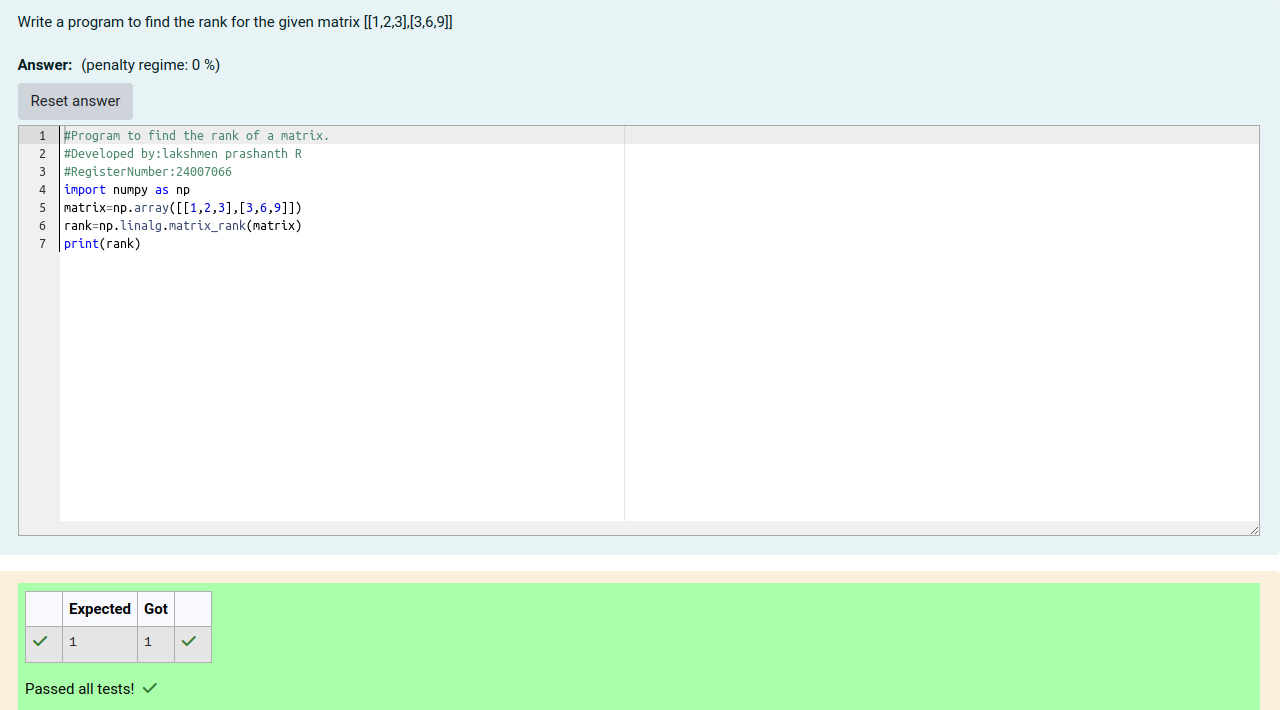 Write a program to find the rank for the given matrix [[1,2,3],[3,6,9]]
Answer: (penalty regime: 0 %)
Reset answer
1 #Program to find the rank of a matrix.
2 #Developed by:lakshmen prashanth R
3 #RegisterNumber:24007066
4 import numpy as np
5 matrix=np.array([[1,2,3],[3,6,9]])
6 rank=np.linalg.matrix_rank(matrix)
7 print(rank)
Expected Got
1 1
Passed all tests!